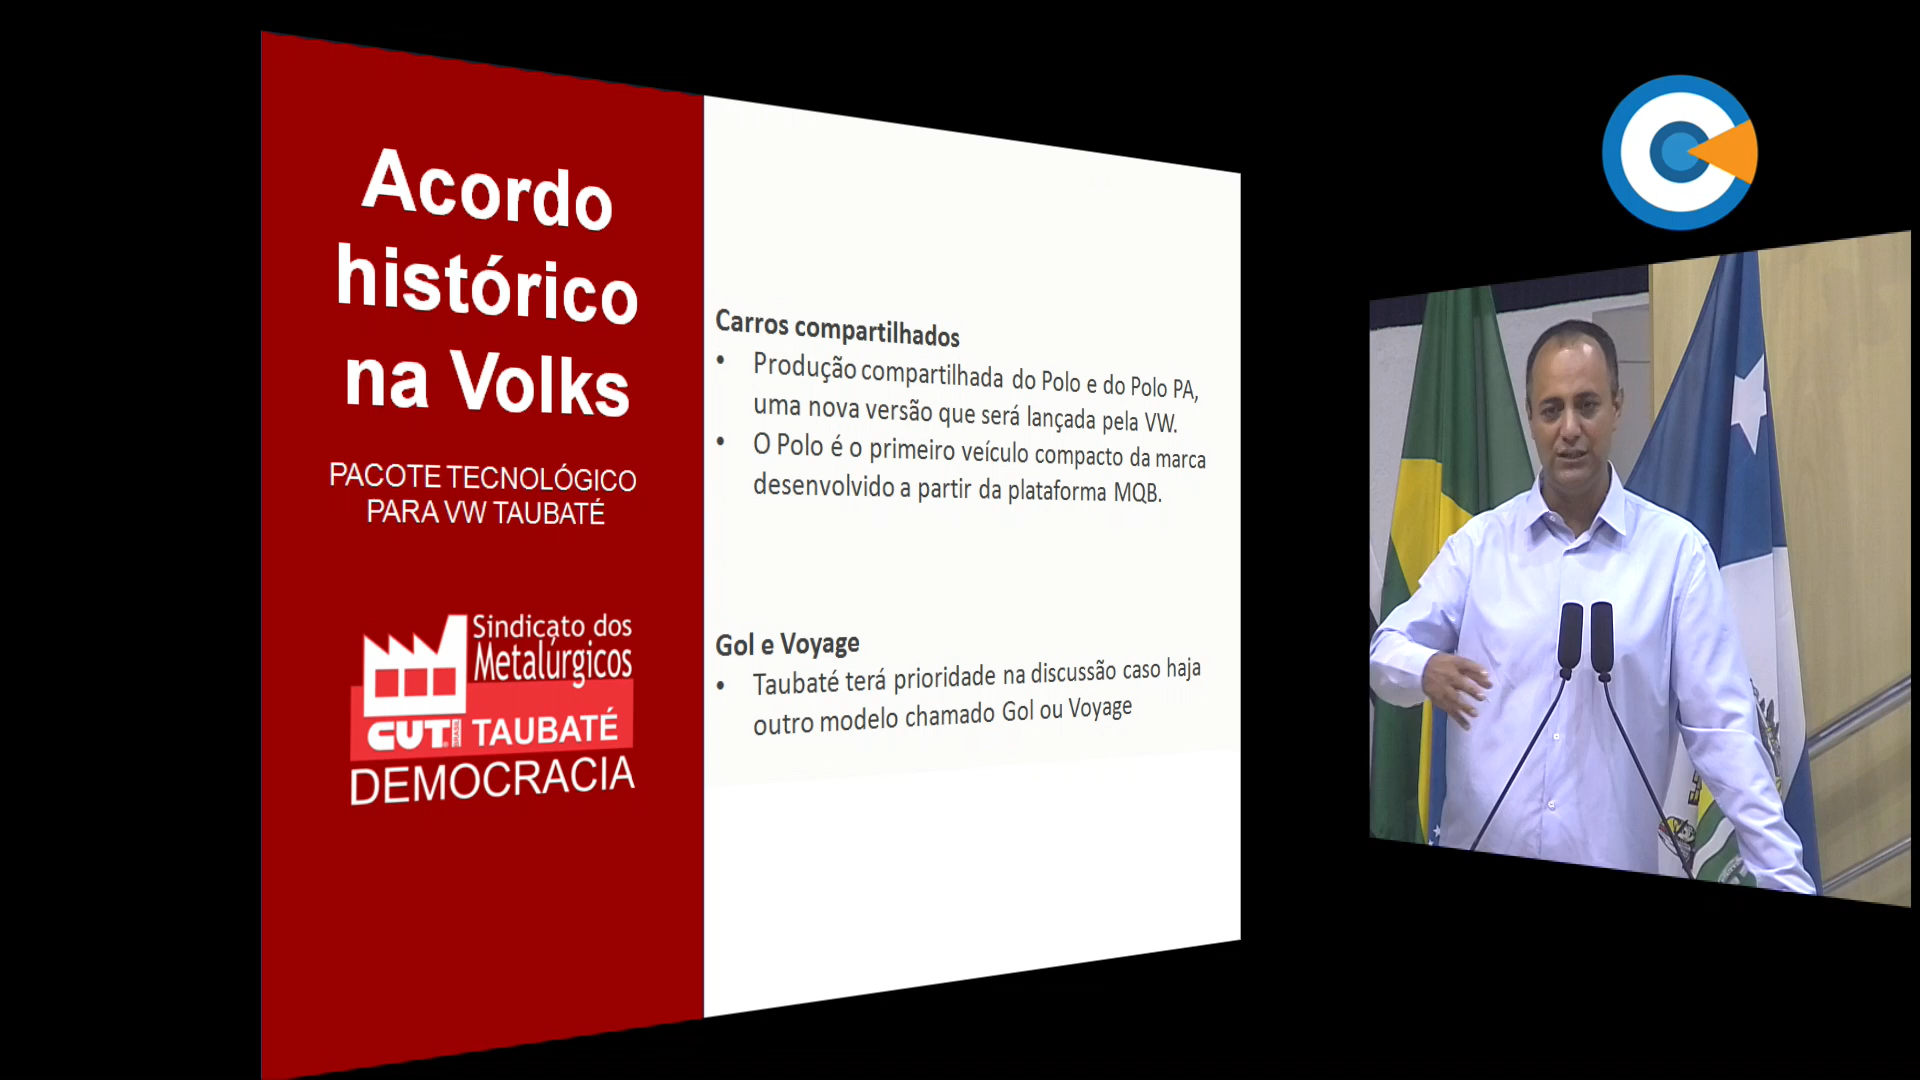 Acordo
histórico
na Volks
PACOTE TECNOLÓGICO
PARA VW TAUBATÉ
Sindicato dos
Metalúrgicos
CUT BRASIL TAUBATÉ
DEMOCRACIA
Carros compartilhados
• Produção compartilhada do Polo e do Polo PA,
uma nova versão que será lançada pela VW.
• O Polo é o primeiro veículo compacto da marca
desenvolvido a partir da plataforma MQB.
Gol e Voyage
• Taubaté terá prioridade na discussão caso haja
outro modelo chamado Gol ou Voyage